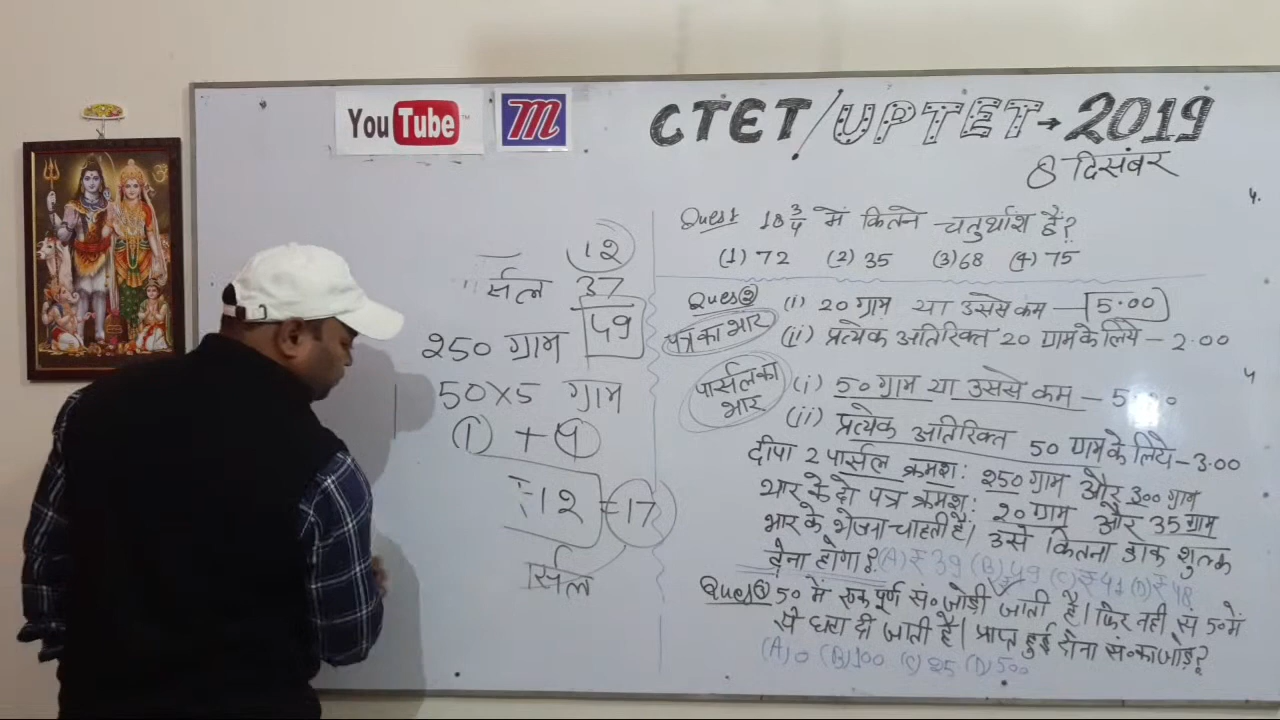 YouTube
m
CTET/UPTET→2019
8 दिसंबर
Ques1 18 3/4 में कितने चतुर्थांश हैं?
(1) 72 (2) 35 (3) 68 (4) 75
Ques② (i) 20 ग्राम या उससे कम — 5.00
पत्र का भार (ii) प्रत्येक अतिरिक्त 20 ग्राम के लिये — 2.00
पार्सल का भार (i) 50 ग्राम या उससे कम —
(ii) प्रत्येक अतिरिक्त 50 ग्राम के लिये — 3.00
दीपा 2 पार्सल क्रमश: 250 ग्राम और 300 ग्राम
भार के दो पत्र क्रमश: 20 ग्राम और 35 ग्राम
भार के भेजना चाहती है। उसे कितना डाक शुल्क
देना होगा? (A) ₹39 (B) 49 (C) ₹41 (D) ₹48
Ques③ 50 में एक पूर्ण सं० जोड़ी जाती है। फिर वही सं 50 में
से घटा दी जाती है। प्राप्त हुई दोनो सं० का जोड़?
(A) 0 (B) 100 (C) 25 (D) 500
12
र्सल 37
49
250 ग्राम
50×5 ग्राम
① + ④
12 = 17
र्सल